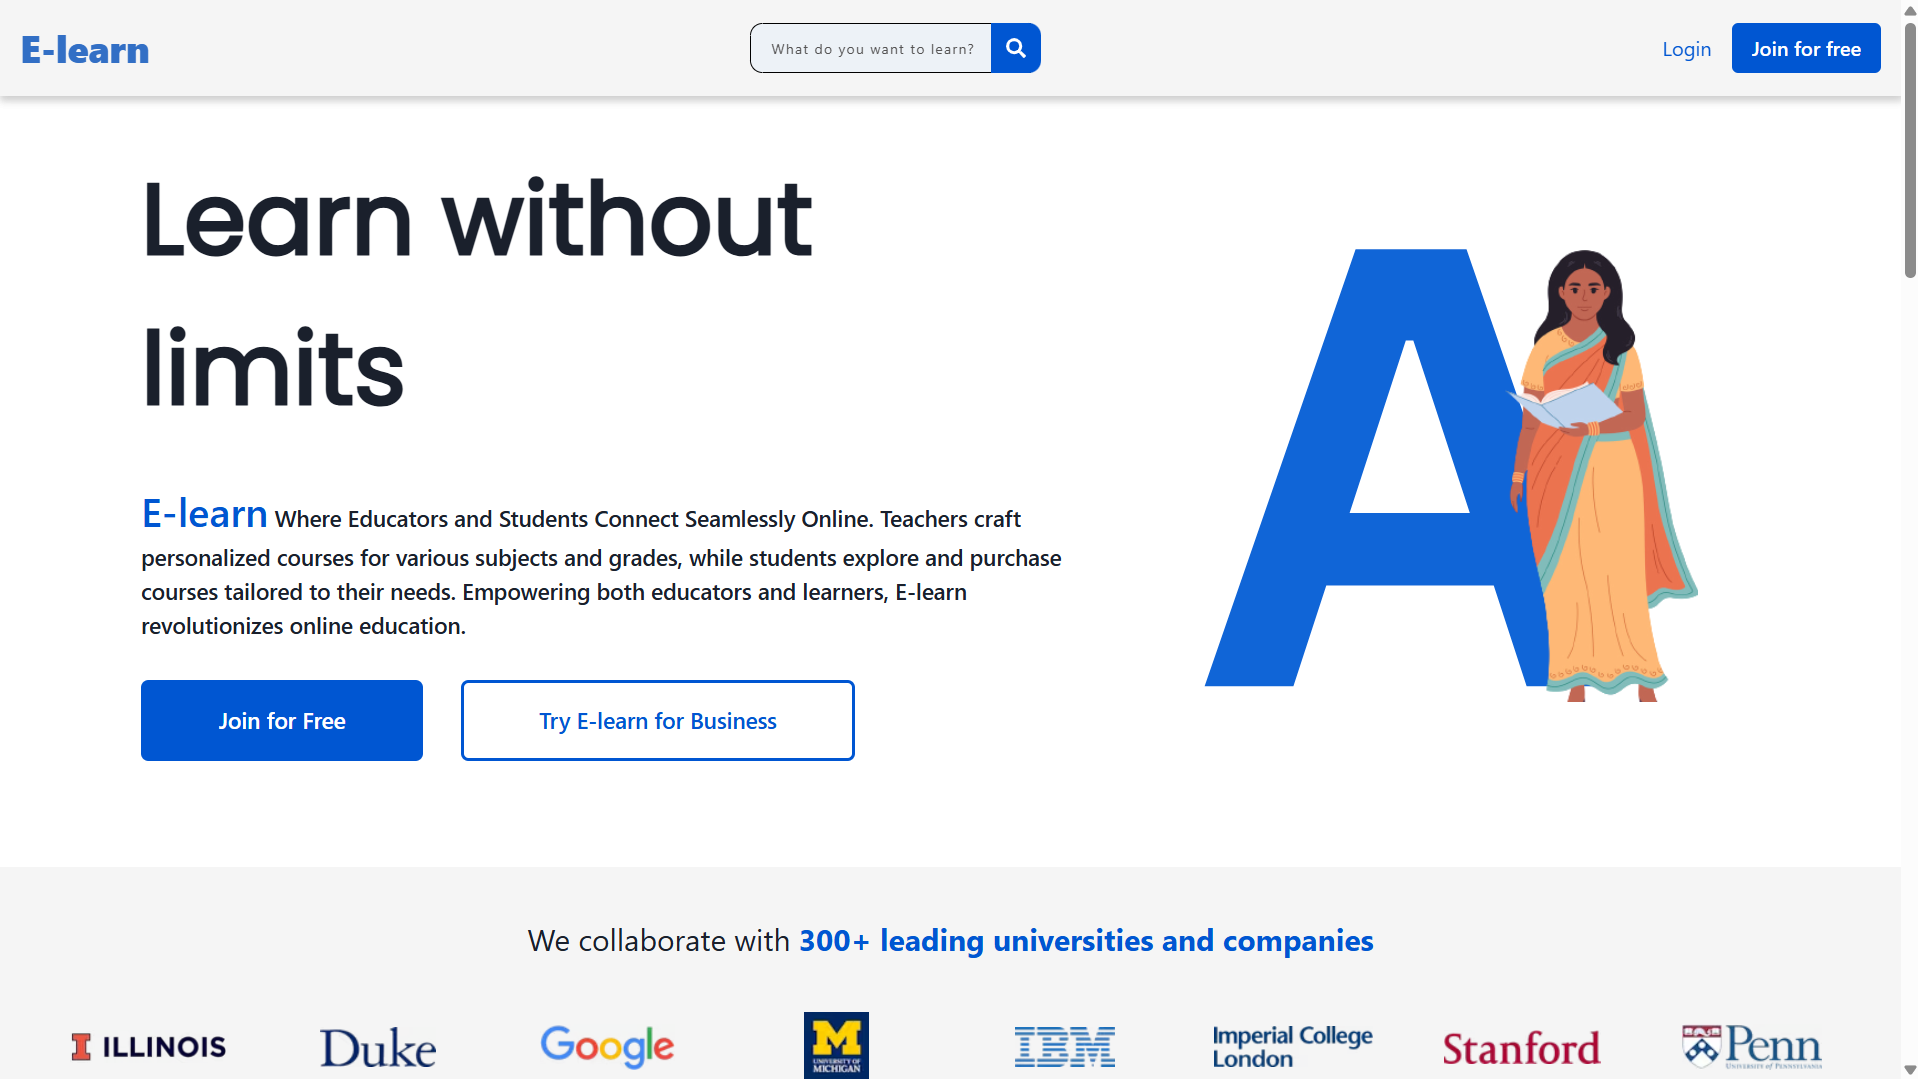 E-learn
What do you want to learn?
Login
Join for free
Learn without
limits
A
E-learn Where Educators and Students Connect Seamlessly Online. Teachers craft
personalized courses for various subjects and grades, while students explore and purchase
courses tailored to their needs. Empowering both educators and learners, E-learn
revolutionizes online education.
Join for Free
Try E-learn for Business
We collaborate with 300+ leading universities and companies
I ILLINOIS
Duke
Google
M
UNIVERSITY OF
MICHIGAN
IBM
Imperial College
London
Stanford
Penn
UNIVERSITY of PENNSYLVANIA